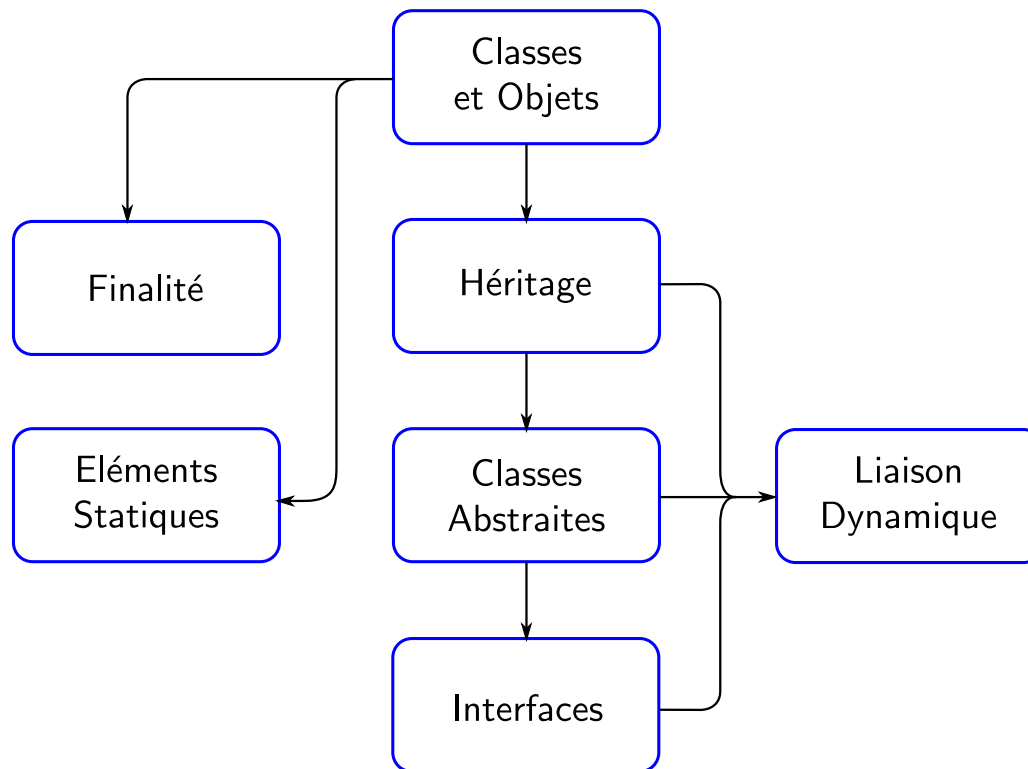 Classes
et Objets
Finalité
Héritage
Eléments
Statiques
Classes
Abstraites
Liaison
Dynamique
Interfaces